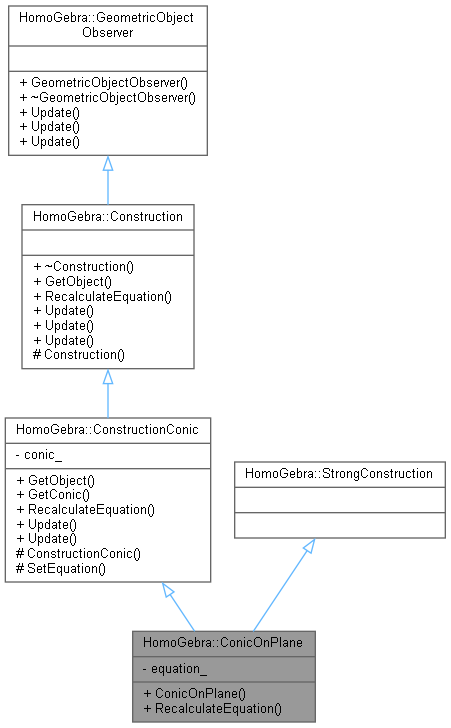 HomoGebra::GeometricObject
Observer
+ GeometricObjectObserver()
+ ~GeometricObjectObserver()
+ Update()
+ Update()
+ Update()
HomoGebra::Construction
+ ~Construction()
+ GetObject()
+ RecalculateEquation()
+ Update()
+ Update()
+ Update()
# Construction()
HomoGebra::ConstructionConic
- conic_
+ GetObject()
+ GetConic()
+ RecalculateEquation()
+ Update()
+ Update()
# ConstructionConic()
# SetEquation()
HomoGebra::StrongConstruction
HomoGebra::ConicOnPlane
- equation_
+ ConicOnPlane()
+ RecalculateEquation()